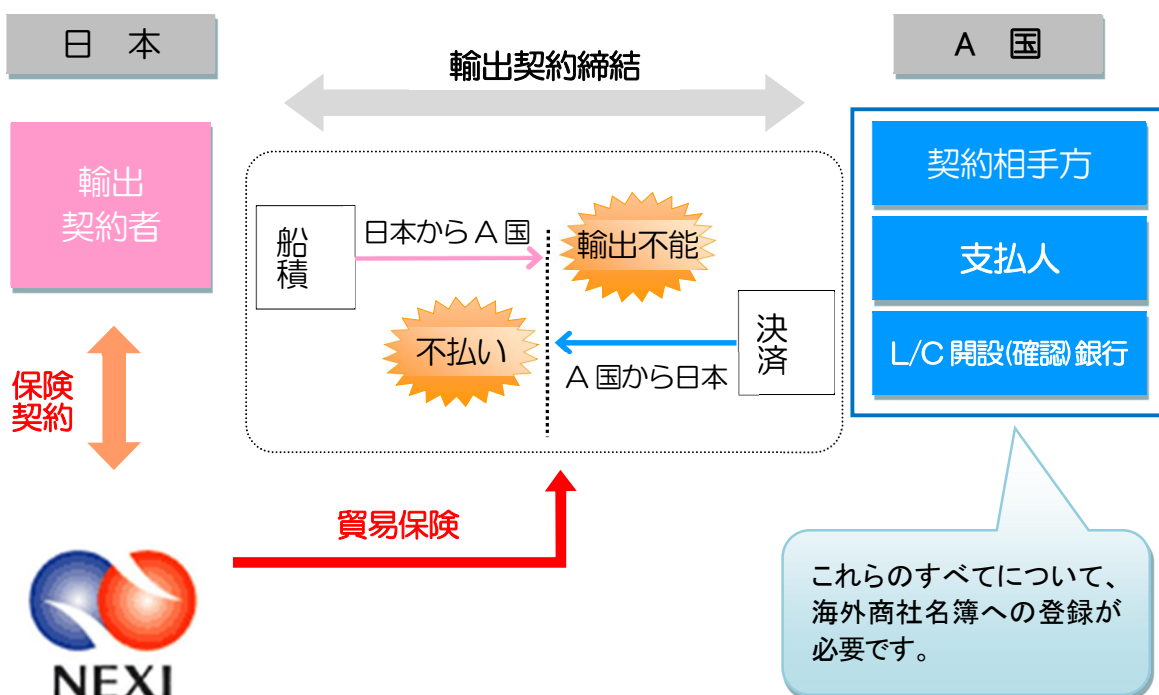 日 本
A 国
輸出契約締結
輸出
契約者
契約相手方
船
積
日本からA国
輸出不能
支払人
不払い
決
済
A国から日本
L/C開設(確認)銀行
保険
契約
貿易保険
これらのすべてについて、
海外商社名簿への登録が
必要です。
NEXI